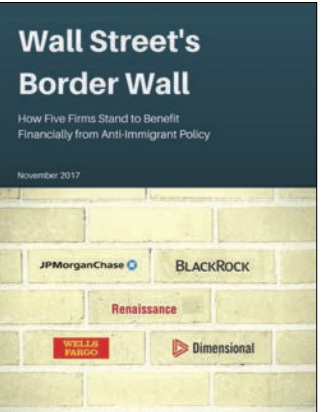 Wall Street's
Border Wall
How Five Firms Stand to Benefit
Financially from Anti-Immigrant Policy
November 2017
JPMorganChase
BLACKROCK
Renaissance
WELLS
FARGO
Dimensional